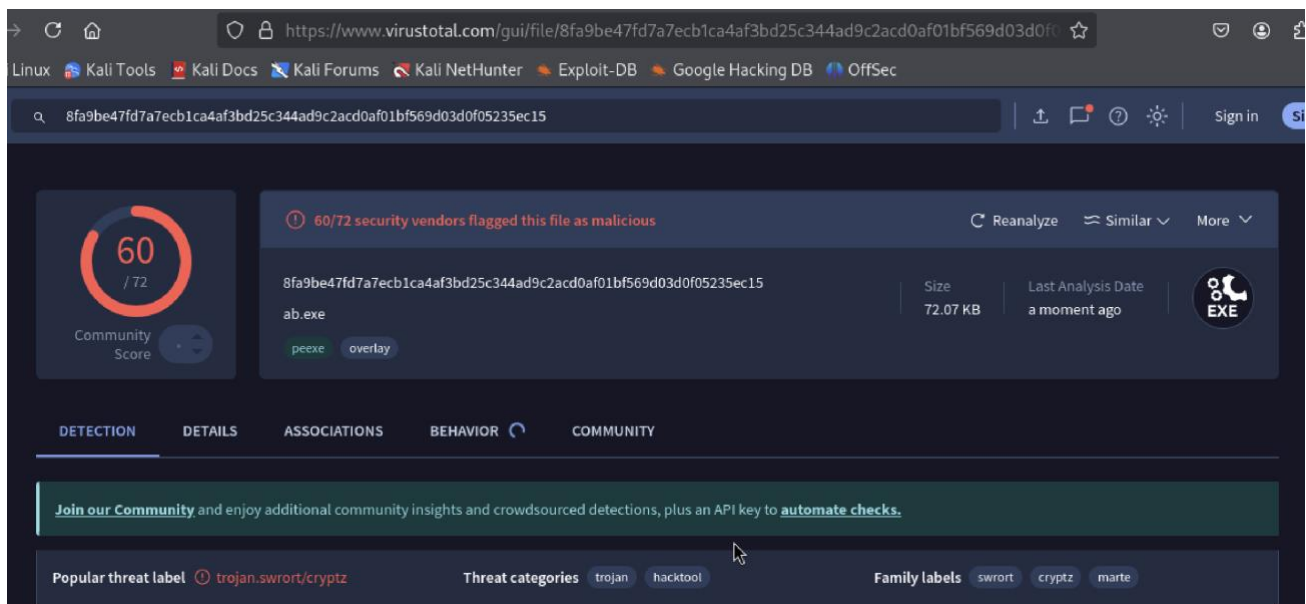 https://www.virustotal.com/gui/file/8fa9be47fd7a7ecb1ca4af3bd25c344ad9c2acd0af01bf569d03d0f0
Linux Kali Tools Kali Docs Kali Forums Kali NetHunter Exploit-DB Google Hacking DB OffSec
8fa9be47fd7a7ecb1ca4af3bd25c344ad9c2acd0af01bf569d03d0f05235ec15 Sign in Si
60
/ 72
Community
Score
60/72 security vendors flagged this file as malicious Reanalyze Similar More
8fa9be47fd7a7ecb1ca4af3bd25c344ad9c2acd0af01bf569d03d0f05235ec15
ab.exe
peexe overlay
Size
72.07 KB
Last Analysis Date
a moment ago
EXE
DETECTION DETAILS ASSOCIATIONS BEHAVIOR COMMUNITY
Join our Community and enjoy additional community insights and crowdsourced detections, plus an API key to automate checks.
Popular threat label trojan.swrort/cryptz Threat categories trojan hacktool Family labels swrort cryptz marte